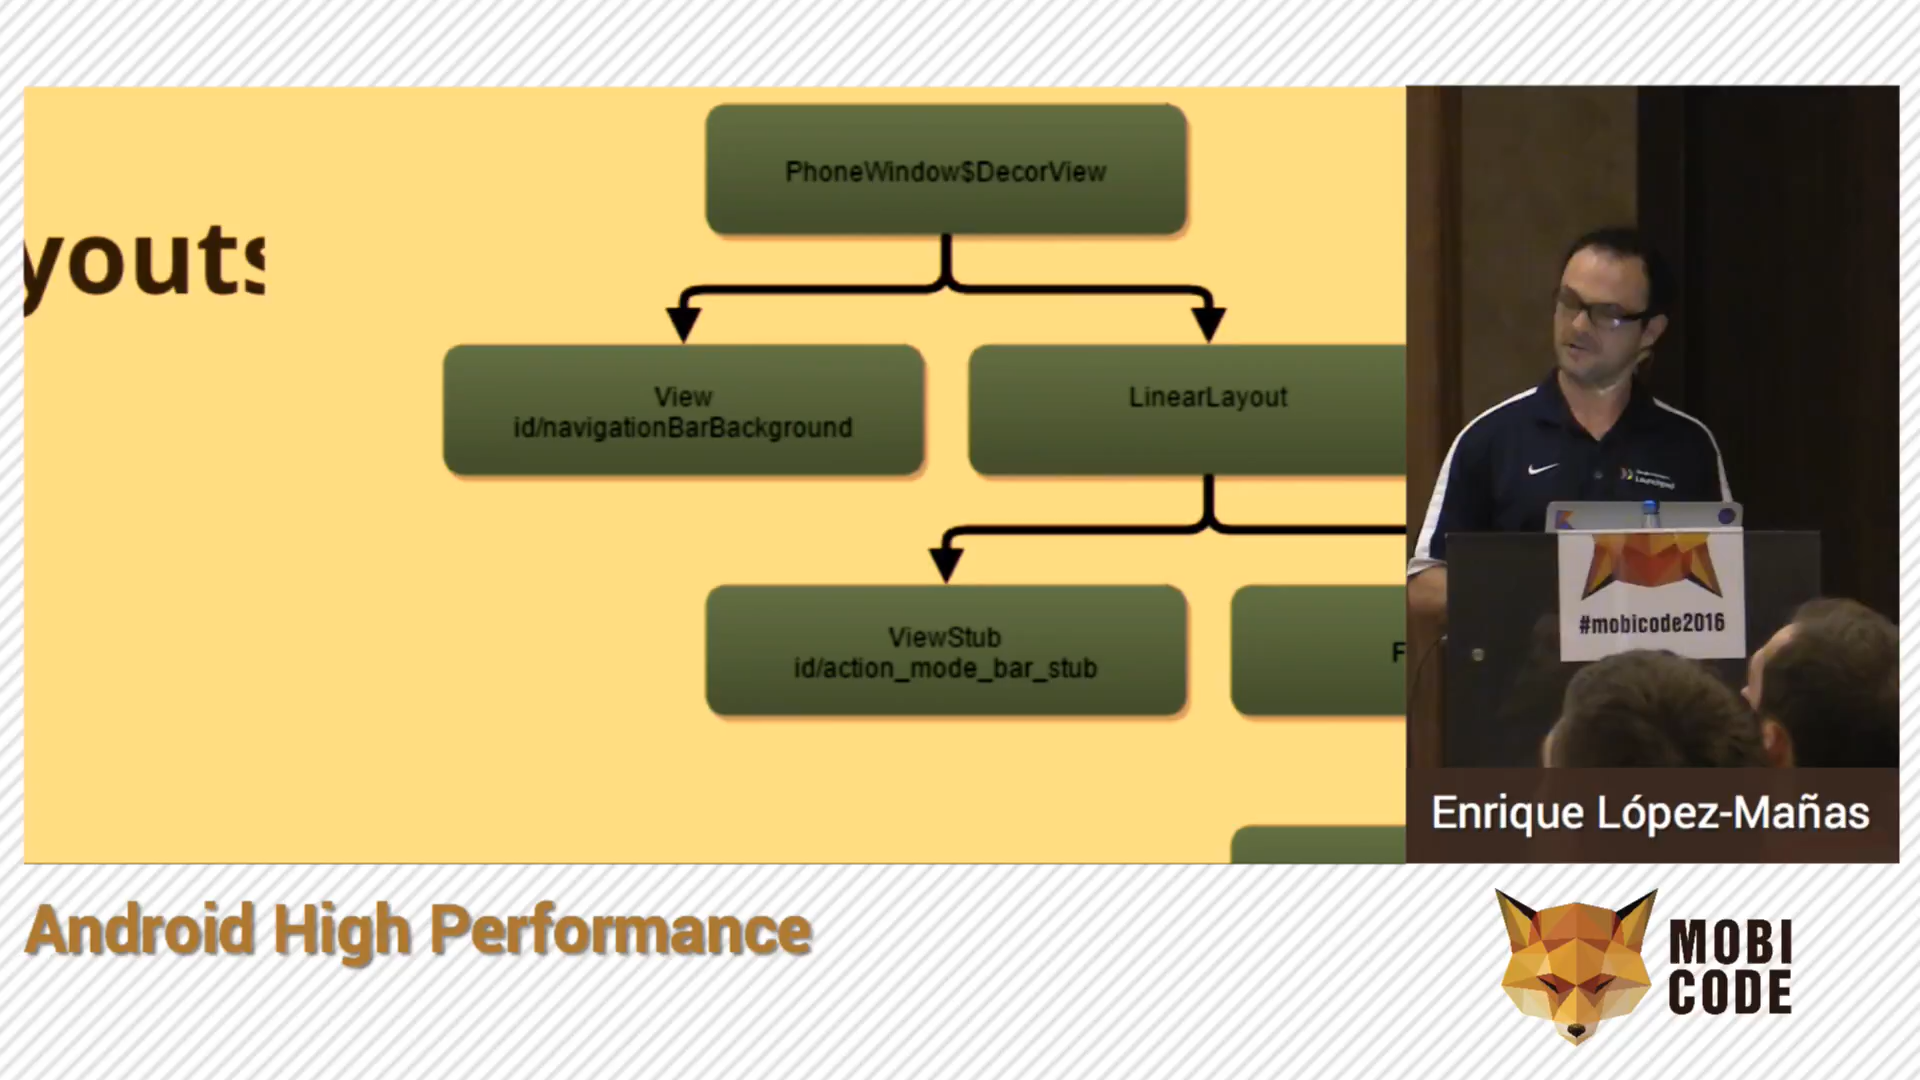 youts
PhoneWindow$DecorView
View
id/navigationBarBackground
LinearLayout
ViewStub
id/action_mode_bar_stub
F
Launchpad
#mobicode2016
Enrique López-Mañas
Android High Performance
MOBI
CODE